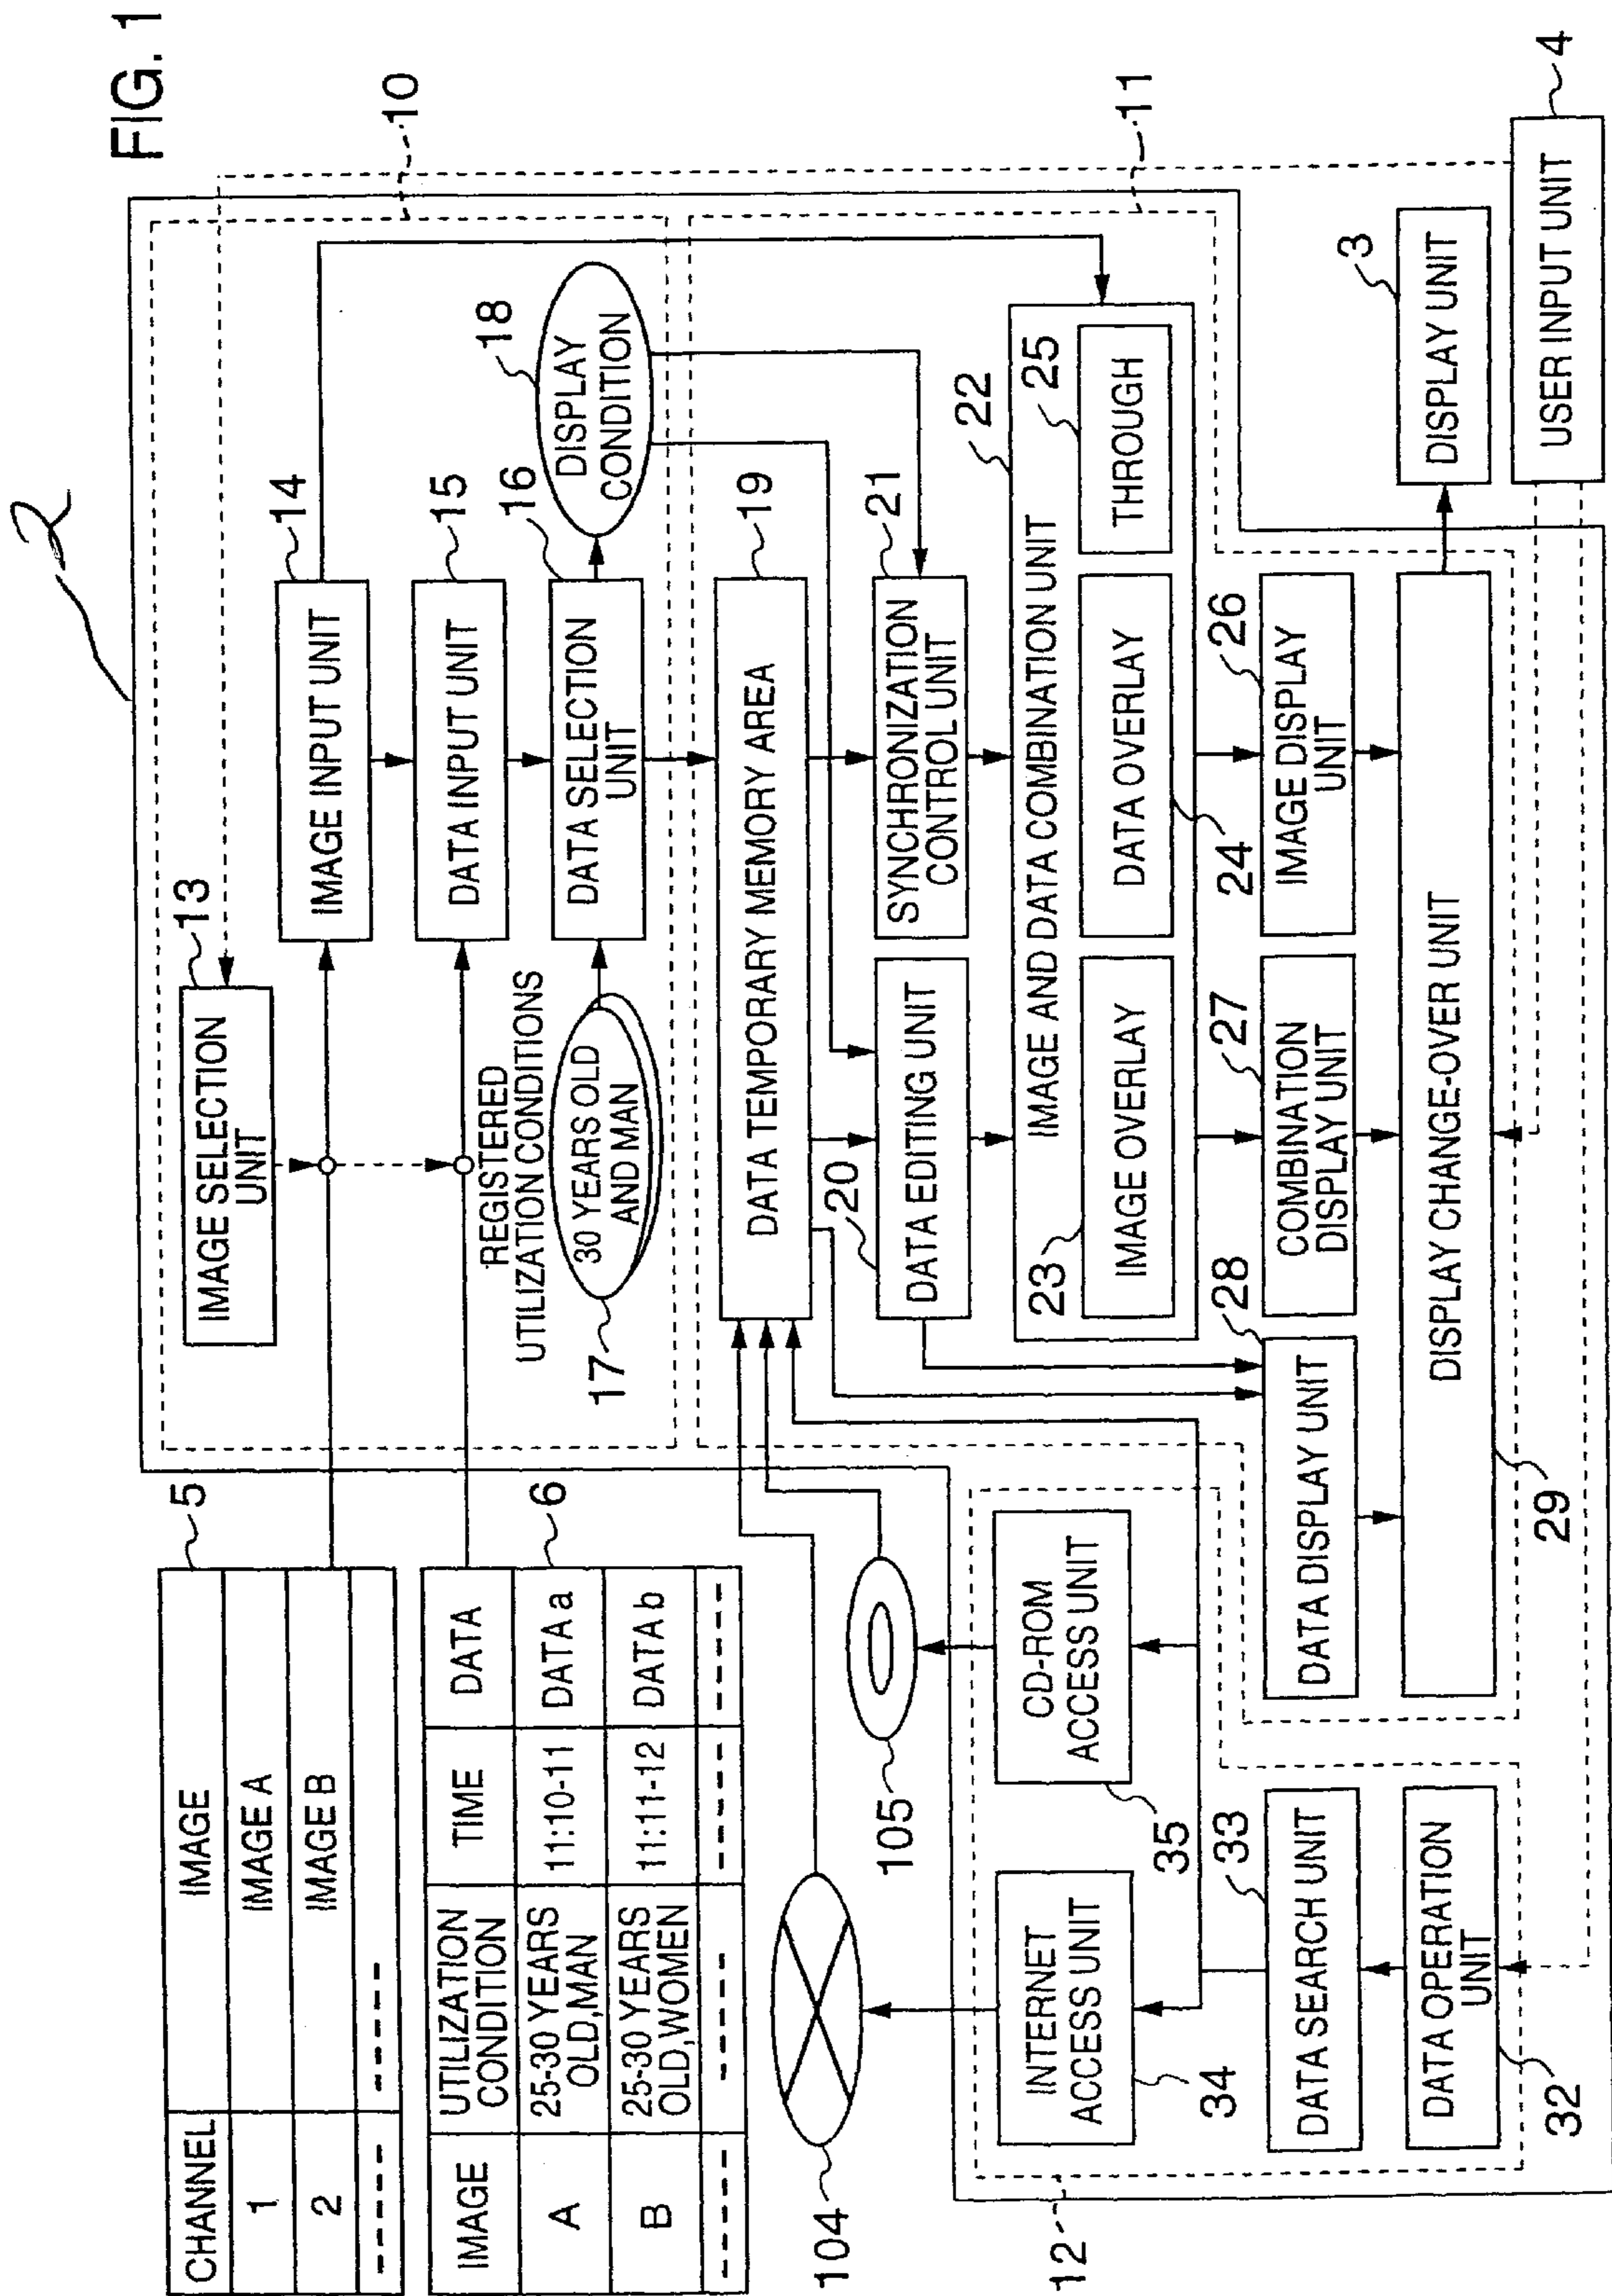 FIG. 1
2
CHANNEL IMAGE
1 IMAGE A
2 IMAGE B
5
IMAGE UTILIZATION CONDITION TIME DATA
A 25-30 YEARS OLD,MAN 11:10-11 DATA a
B 25-30 YEARS OLD,WOMEN 11:11-12 DATA b
6
10
IMAGE SELECTION
UNIT
13
IMAGE INPUT UNIT
14
DATA INPUT UNIT
15
REGISTERED
UTILIZATION CONDITIONS
30 YEARS OLD
AND MAN
17
DATA SELECTION
UNIT
16
DISPLAY
CONDITION
18
11
DATA TEMPORARY MEMORY AREA
19
DATA EDITING UNIT
20
SYNCHRONIZATION
CONTROL UNIT
21
IMAGE AND DATA COMBINATION UNIT
22
IMAGE OVERLAY
23
DATA OVERLAY
24
THROUGH
25
104
105
12
INTERNET
ACCESS UNIT
34
CD-ROM
ACCESS UNIT
35
DATA SEARCH UNIT
33
DATA OPERATION
UNIT
32
DATA DISPLAY UNIT
28
COMBINATION
DISPLAY UNIT
27
IMAGE DISPLAY
UNIT
26
DISPLAY CHANGE-OVER UNIT
29
DISPLAY UNIT
3
USER INPUT UNIT
4